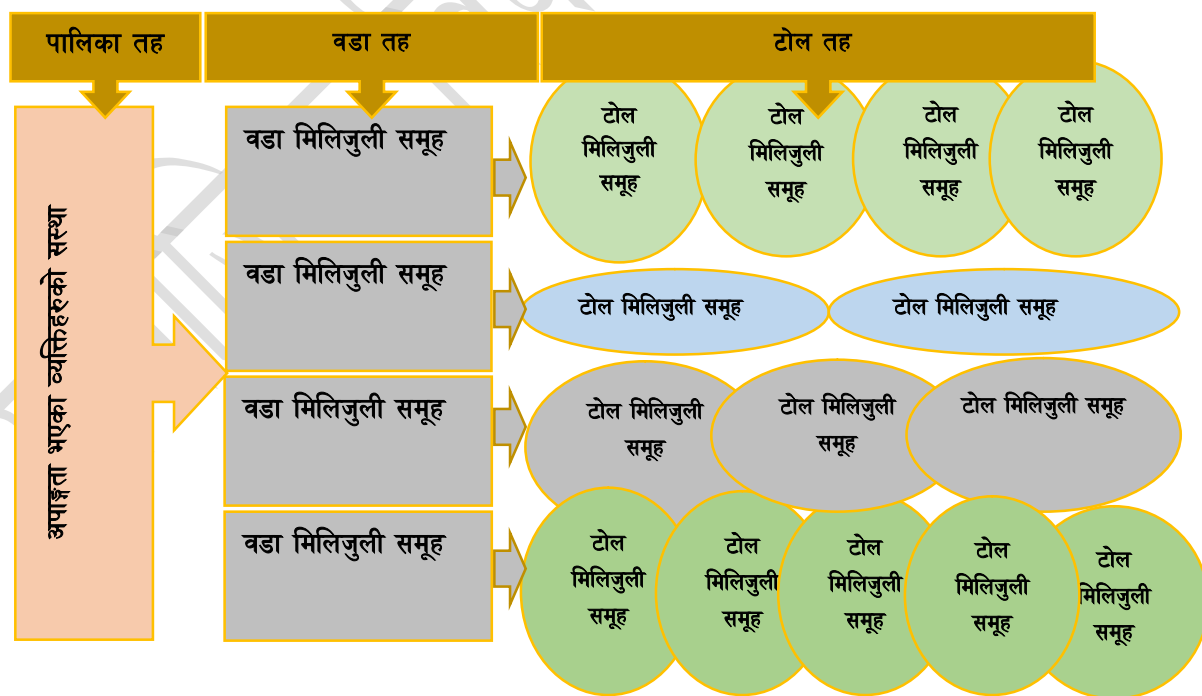 पालिका तह
वडा तह
टोल तह
अपाङ्गता भएका व्यक्तिहरुको सस्था
वडा मिलिजुली समूह
टोल
मिलिजुली
समूह
टोल
मिलिजुली
समूह
टोल
मिलिजुली
समूह
टोल
मिलिजुली
समूह
वडा मिलिजुली समूह
टोल मिलिजुली समूह
टोल मिलिजुली समूह
वडा मिलिजुली समूह
टोल मिलिजुली
समूह
टोल मिलिजुली
समूह
टोल मिलिजुली समूह
वडा मिलिजुली समूह
टोल
मिलिजुली
समूह
टोल
मिलिजुली
समूह
टोल
मिलिजुली
समूह
टोल
मिलिजुली
समूह
टोल
मिलिजुली
समूह